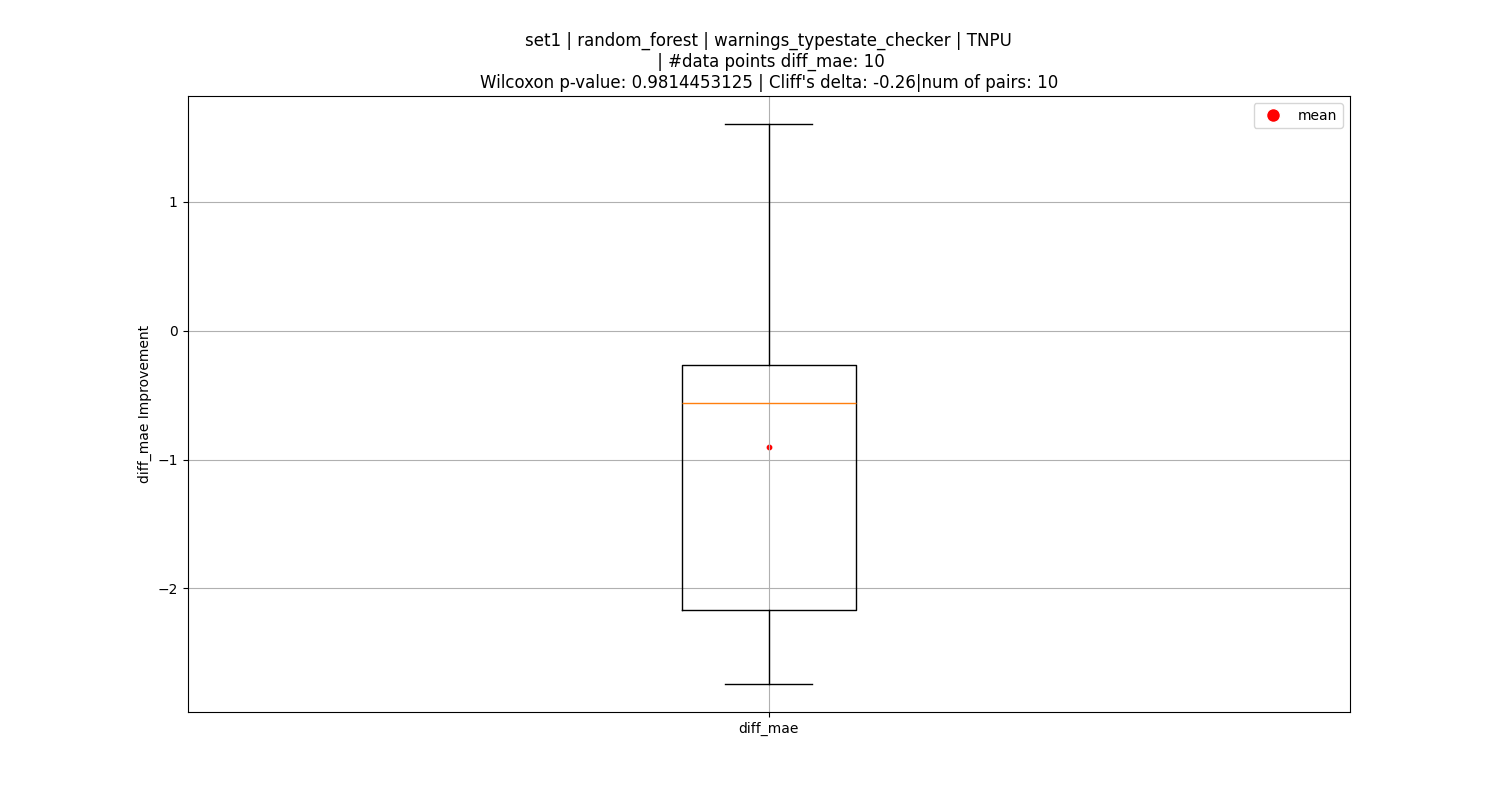 set1 | random_forest | warnings_typestate_checker | TNPU
| #data points diff_mae: 10
Wilcoxon p-value: 0.9814453125 | Cliff's delta: -0.26|num of pairs: 10
mean
1
0
−1
−2
diff_mae Improvement
diff_mae